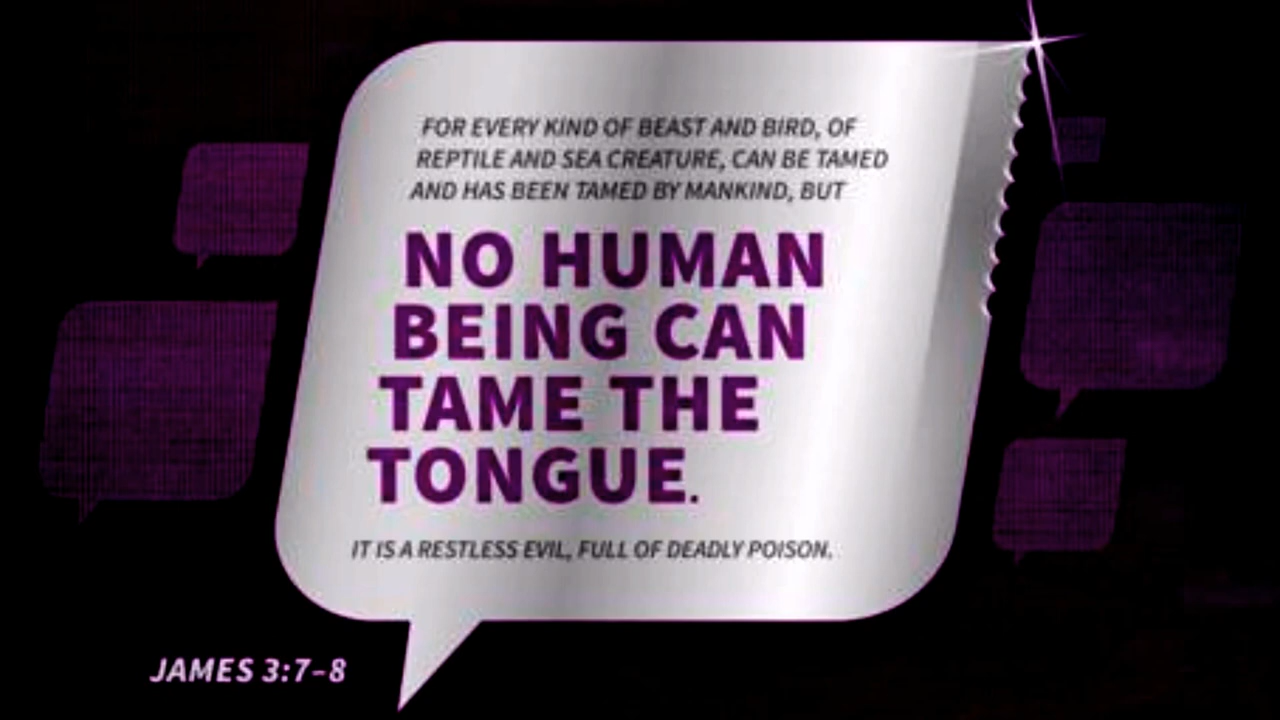 FOR EVERY KIND OF BEAST AND BIRD, OF
REPTILE AND SEA CREATURE, CAN BE TAMED
AND HAS BEEN TAMED BY MANKIND, BUT
NO HUMAN
BEING CAN
TAME THE
TONGUE.
IT IS A RESTLESS EVIL, FULL OF DEADLY POISON.
JAMES 3:7–8